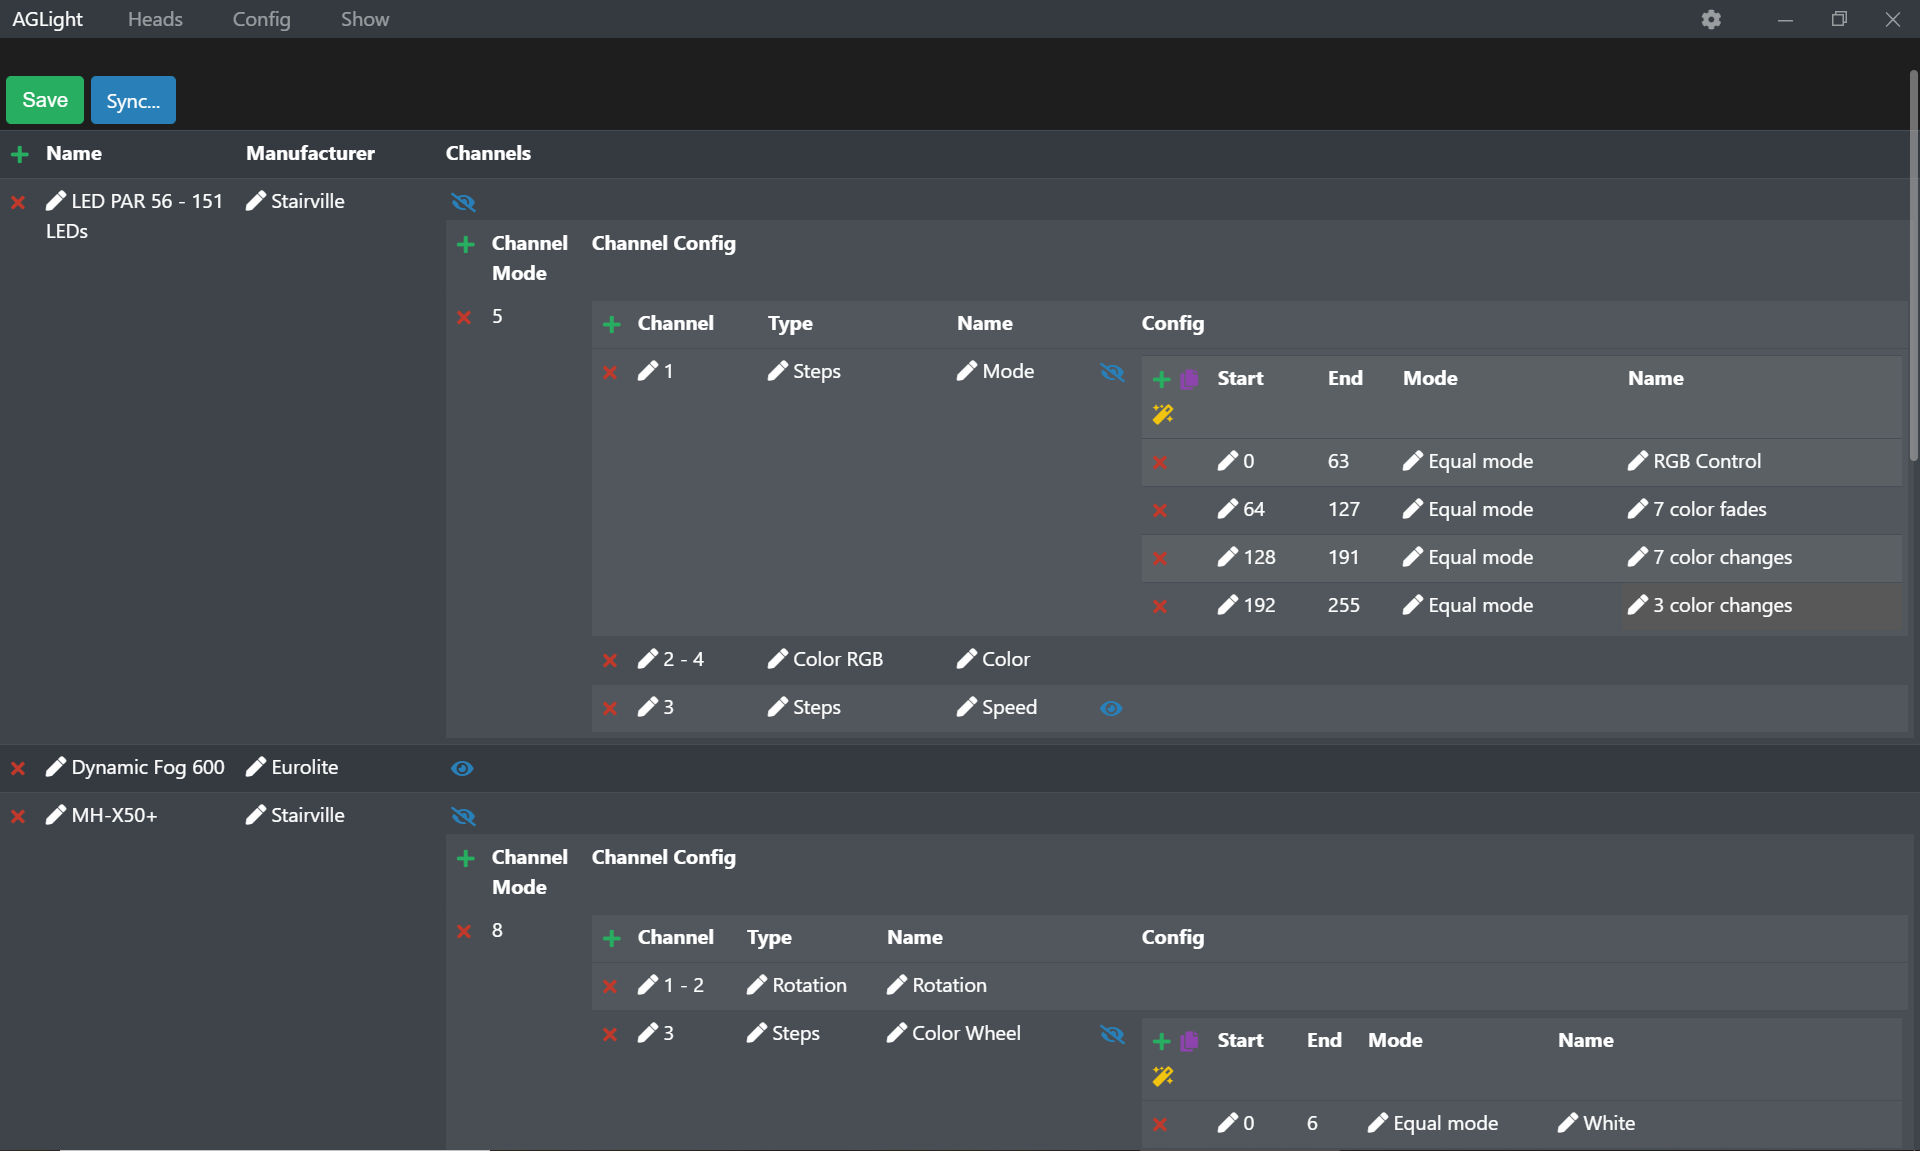 AGLight Heads Config Show
Save Sync...
Name Manufacturer Channels
LED PAR 56 - 151 Stairville
LEDs
Channel Channel Config
Mode
5 Channel Type Name Config
1 Steps Mode Start End Mode Name
0 63 Equal mode RGB Control
64 127 Equal mode 7 color fades
128 191 Equal mode 7 color changes
192 255 Equal mode 3 color changes
2 - 4 Color RGB Color
3 Steps Speed
Dynamic Fog 600 Eurolite
MH-X50+ Stairville
Channel Channel Config
Mode
8 Channel Type Name Config
1 - 2 Rotation Rotation
3 Steps Color Wheel Start End Mode Name
0 6 Equal mode White